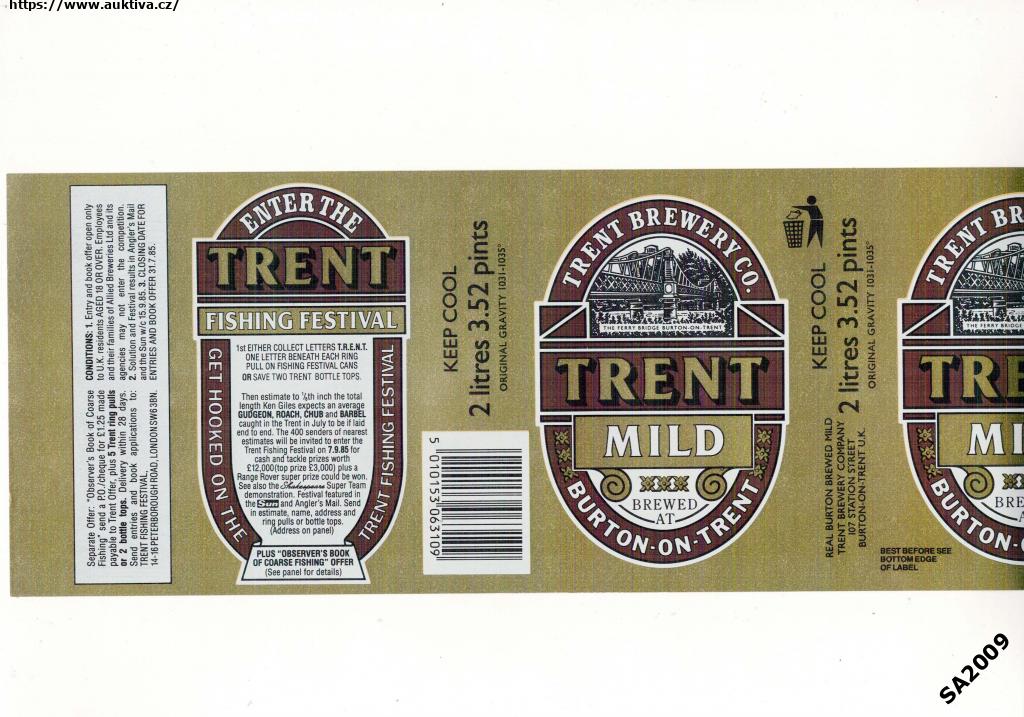 https://www.auktiva.cz/
Separate Offer: "Observer's Book of Coarse
Fishing" send a P.O./cheque for £1.25 made
payable to Trent Offer, plus 5 Trent ring pulls
or 2 bottle tops. Delivery within 28 days.
Send entries and book applications to:
TRENT FISHING FESTIVAL,
14-16 PETERBOROUGH ROAD, LONDON SW6 3BN.
CONDITIONS: 1. Entry and book offer open only
to U.K. residents AGED 18 OR OVER. Employees
and their families of Allied Breweries Ltd and its
agencies may not enter the competition.
2. Solution and Festival results in Angler's Mail
and the Sun w/c 15.9.85. 3. CLOSING DATE FOR
ENTRIES AND BOOK OFFER 31.7.85.
ENTER THE
TRENT
FISHING FESTIVAL
GET HOOKED ON THE
TRENT FISHING FESTIVAL
1st EITHER COLLECT LETTERS T.R.E.N.T.
ONE LETTER BENEATH EACH RING
PULL ON FISHING FESTIVAL CANS
OR SAVE TWO TRENT BOTTLE TOPS.
Then estimate to ⅛th inch the total
length Ken Giles expects an average
GUDGEON, ROACH, CHUB and BARBEL
caught in the Trent in July to be if laid
end to end. The 400 senders of nearest
estimates will be invited to enter the
Trent Fishing Festival on 7.9.85 for
cash and tackle prizes worth
£12,000 (top prize £3,000) plus a
Range Rover super prize could be won.
See also the Shakespeare Super Team
demonstration. Festival featured in
the Sun and Angler's Mail. Send
in estimate, name, address and
ring pulls or bottle tops.
(Address on panel)
PLUS "OBSERVER'S BOOK
OF COARSE FISHING" OFFER
(See panel for details)
KEEP COOL
2 litres 3.52 pints
ORIGINAL GRAVITY 1031-1035°
5 010153 063109
TRENT BREWERY CO.
THE FERRY BRIDGE BURTON-ON-TRENT
TRENT
MILD
BREWED
AT
BURTON-ON-TRENT
KEEP COOL
2 litres 3.52 pints
ORIGINAL GRAVITY 1031-1035°
REAL BURTON BREWED MILD
TRENT BREWERY COMPANY
107 STATION STREET
BURTON-ON-TRENT U.K.
BEST BEFORE SEE
BOTTOM EDGE
OF LABEL
TRENT BR
THE FERRY BRIDGE
TRE
MI
BRE
A
BURTON-O
SA2009